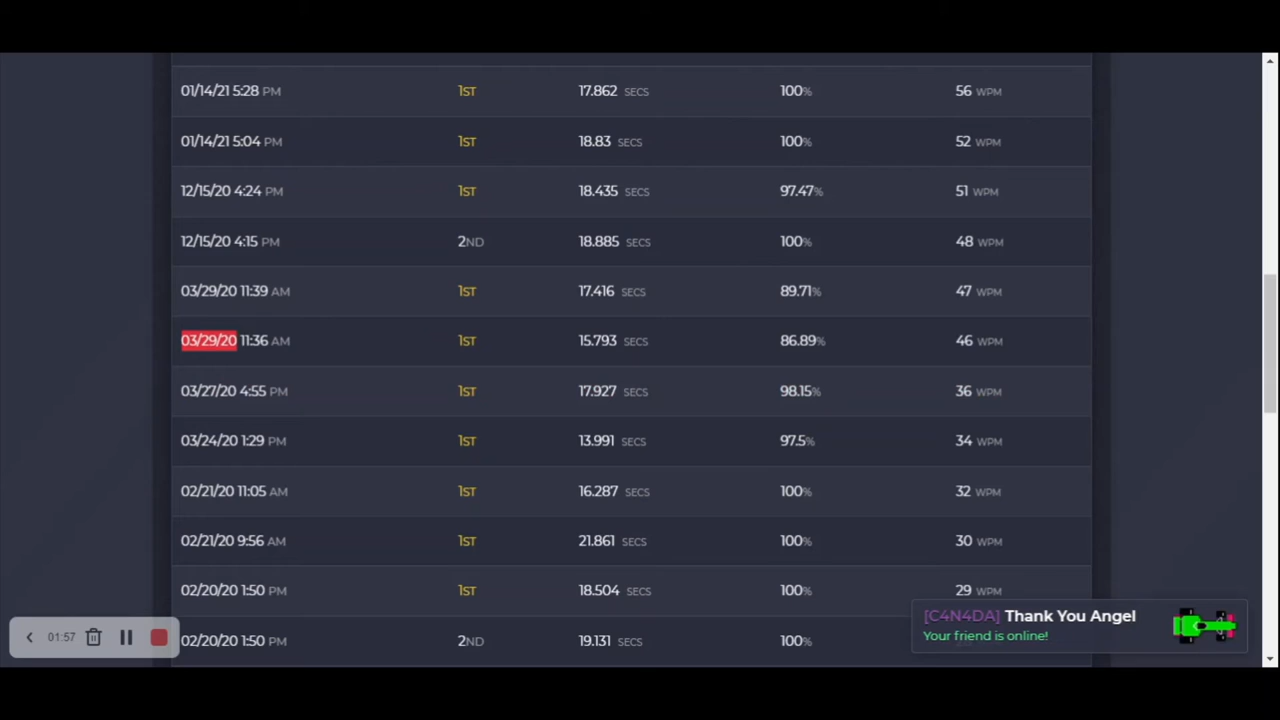 01/14/21 5:28 PM 1ST 17.862 SECS 100% 56 WPM
01/14/21 5:04 PM 1ST 18.83 SECS 100% 52 WPM
12/15/20 4:24 PM 1ST 18.435 SECS 97.47% 51 WPM
12/15/20 4:15 PM 2ND 18.885 SECS 100% 48 WPM
03/29/20 11:39 AM 1ST 17.416 SECS 89.71% 47 WPM
03/29/20 11:36 AM 1ST 15.793 SECS 86.89% 46 WPM
03/27/20 4:55 PM 1ST 17.927 SECS 98.15% 36 WPM
03/24/20 1:29 PM 1ST 13.991 SECS 97.5% 34 WPM
02/21/20 11:05 AM 1ST 16.287 SECS 100% 32 WPM
02/21/20 9:56 AM 1ST 21.861 SECS 100% 30 WPM
02/20/20 1:50 PM 1ST 18.504 SECS 100% 29 WPM
[C4N4DA] Thank You Angel
Your friend is online!
01:57
02/20/20 1:50 PM 2ND 19.131 SECS 100%